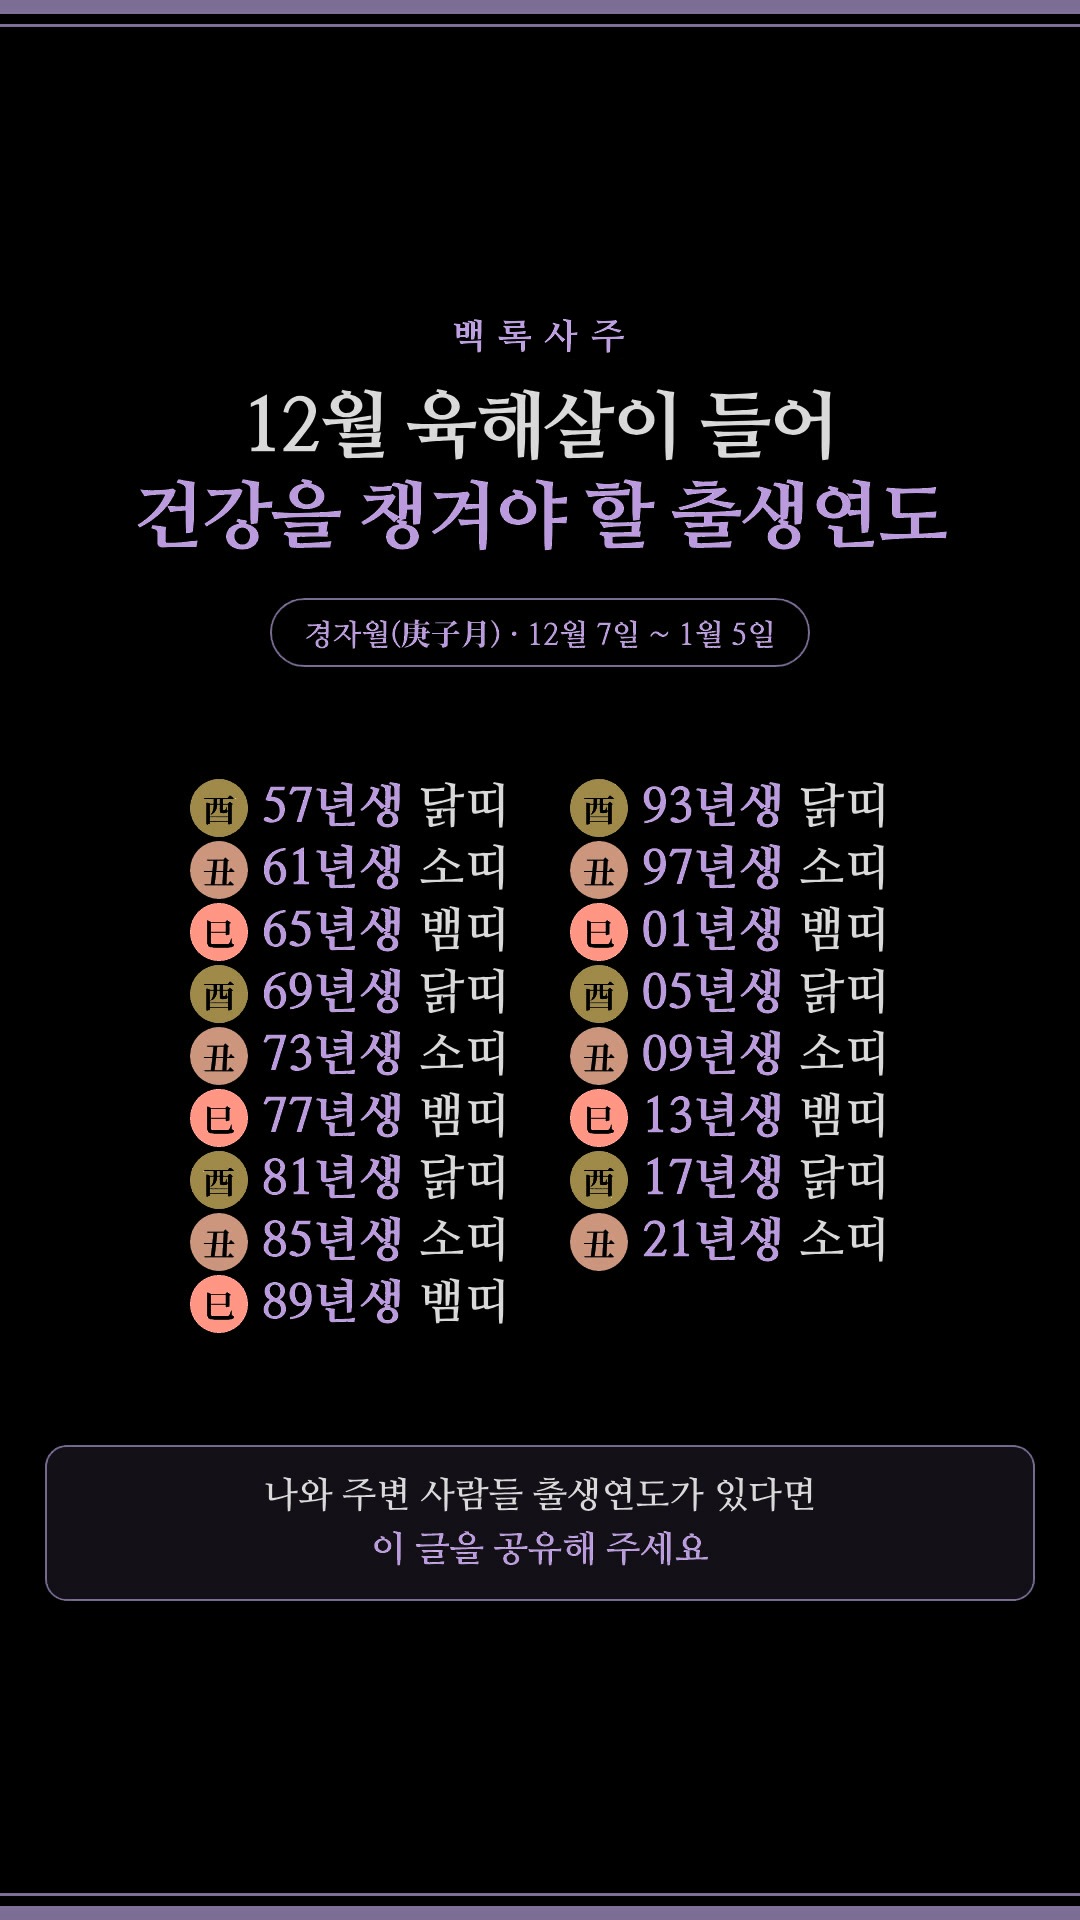 백록사주
12월 육해살이 들어
건강을 챙겨야 할 출생연도
경자월(庚子月) · 12월 7일 ~ 1월 5일
酉 57년생 닭띠
丑 61년생 소띠
巳 65년생 뱀띠
酉 69년생 닭띠
丑 73년생 소띠
巳 77년생 뱀띠
酉 81년생 닭띠
丑 85년생 소띠
巳 89년생 뱀띠
酉 93년생 닭띠
丑 97년생 소띠
巳 01년생 뱀띠
酉 05년생 닭띠
丑 09년생 소띠
巳 13년생 뱀띠
酉 17년생 닭띠
丑 21년생 소띠
나와 주변 사람들 출생연도가 있다면
이 글을 공유해 주세요